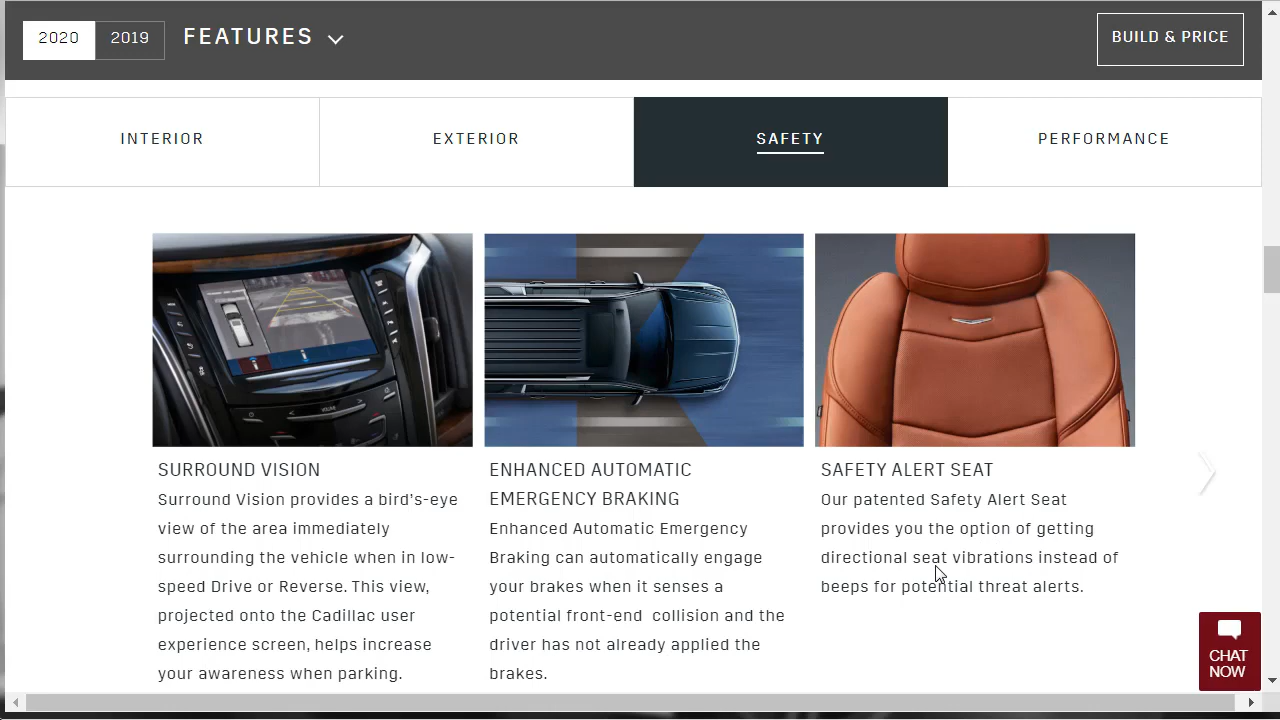 2020
2019
FEATURES
BUILD & PRICE
INTERIOR
EXTERIOR
SAFETY
PERFORMANCE
SURROUND VISION
Surround Vision provides a bird's-eye
view of the area immediately
surrounding the vehicle when in low-
speed Drive or Reverse. This view,
projected onto the Cadillac user
experience screen, helps increase
your awareness when parking.
ENHANCED AUTOMATIC
EMERGENCY BRAKING
Enhanced Automatic Emergency
Braking can automatically engage
your brakes when it senses a
potential front-end  collision and the
driver has not already applied the
brakes.
SAFETY ALERT SEAT
Our patented Safety Alert Seat
provides you the option of getting
directional seat vibrations instead of
beeps for potential threat alerts.
CHAT
NOW